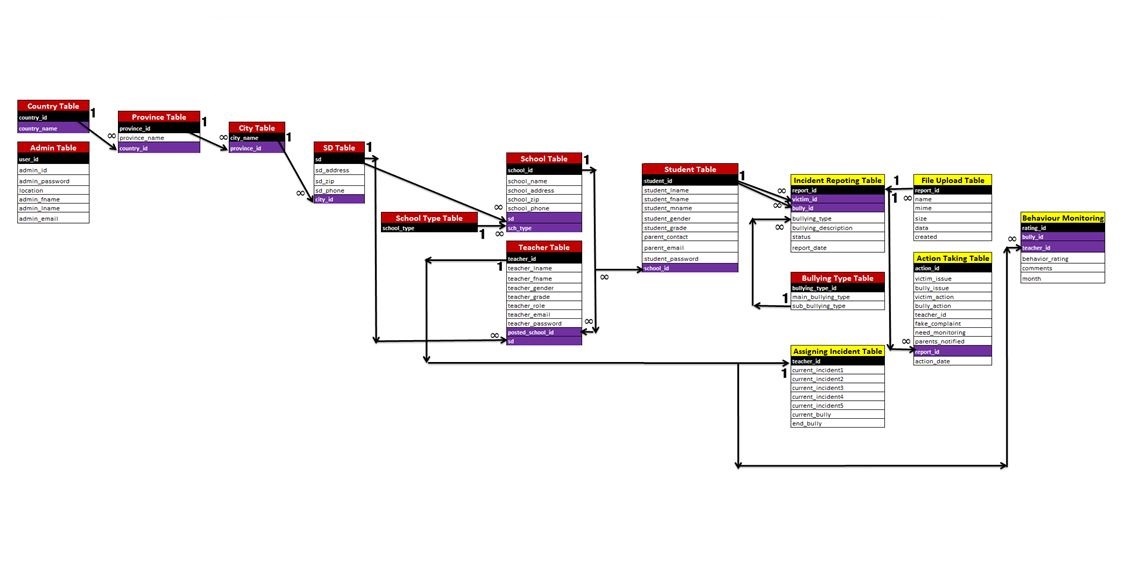 Country Table
country_id
country_name
Admin Table
user_id
admin_id
admin_password
location
admin_fname
admin_lname
admin_email
1
∞
Province Table
province_id
province_name
country_id
1
∞
City Table
city_name
province_id
1
∞
SD Table
sd
sd_address
sd_zip
sd_phone
city_id
1
School Type Table
school_type
1
∞
∞
School Table
school_id
school_name
school_address
school_zip
school_phone
sd
sch_type
1
Teacher Table
teacher_id
teacher_lname
teacher_fname
teacher_gender
teacher_grade
teacher_role
teacher_email
teacher_password
posted_school_id
sd
1
∞
∞
∞
Student Table
student_id
student_lname
student_fname
student_mname
student_gender
student_grade
parent_contact
parent_email
student_password
school_id
1
∞
∞
Incident Repoting Table
report_id
victim_id
bully_id
bullying_type
bullying_description
status
report_date
∞
1
1
∞
Bullying Type Table
bullying_type_id
main_bullying_type
sub_bullying_type
1
Assigning Incident Table
teacher_id
current_incident1
current_incident2
current_incident3
current_incident4
current_incident5
current_bully
end_bully
1
File Upload Table
report_id
name
mime
size
data
created
Action Taking Table
action_id
victim_issue
bully_issue
victim_action
bully_action
teacher_id
fake_complaint
need_monitoring
parents_notified
report_id
action_date
∞
Behaviour Monitoring
rating_id
bully_id
teacher_id
behavior_rating
comments
month
∞